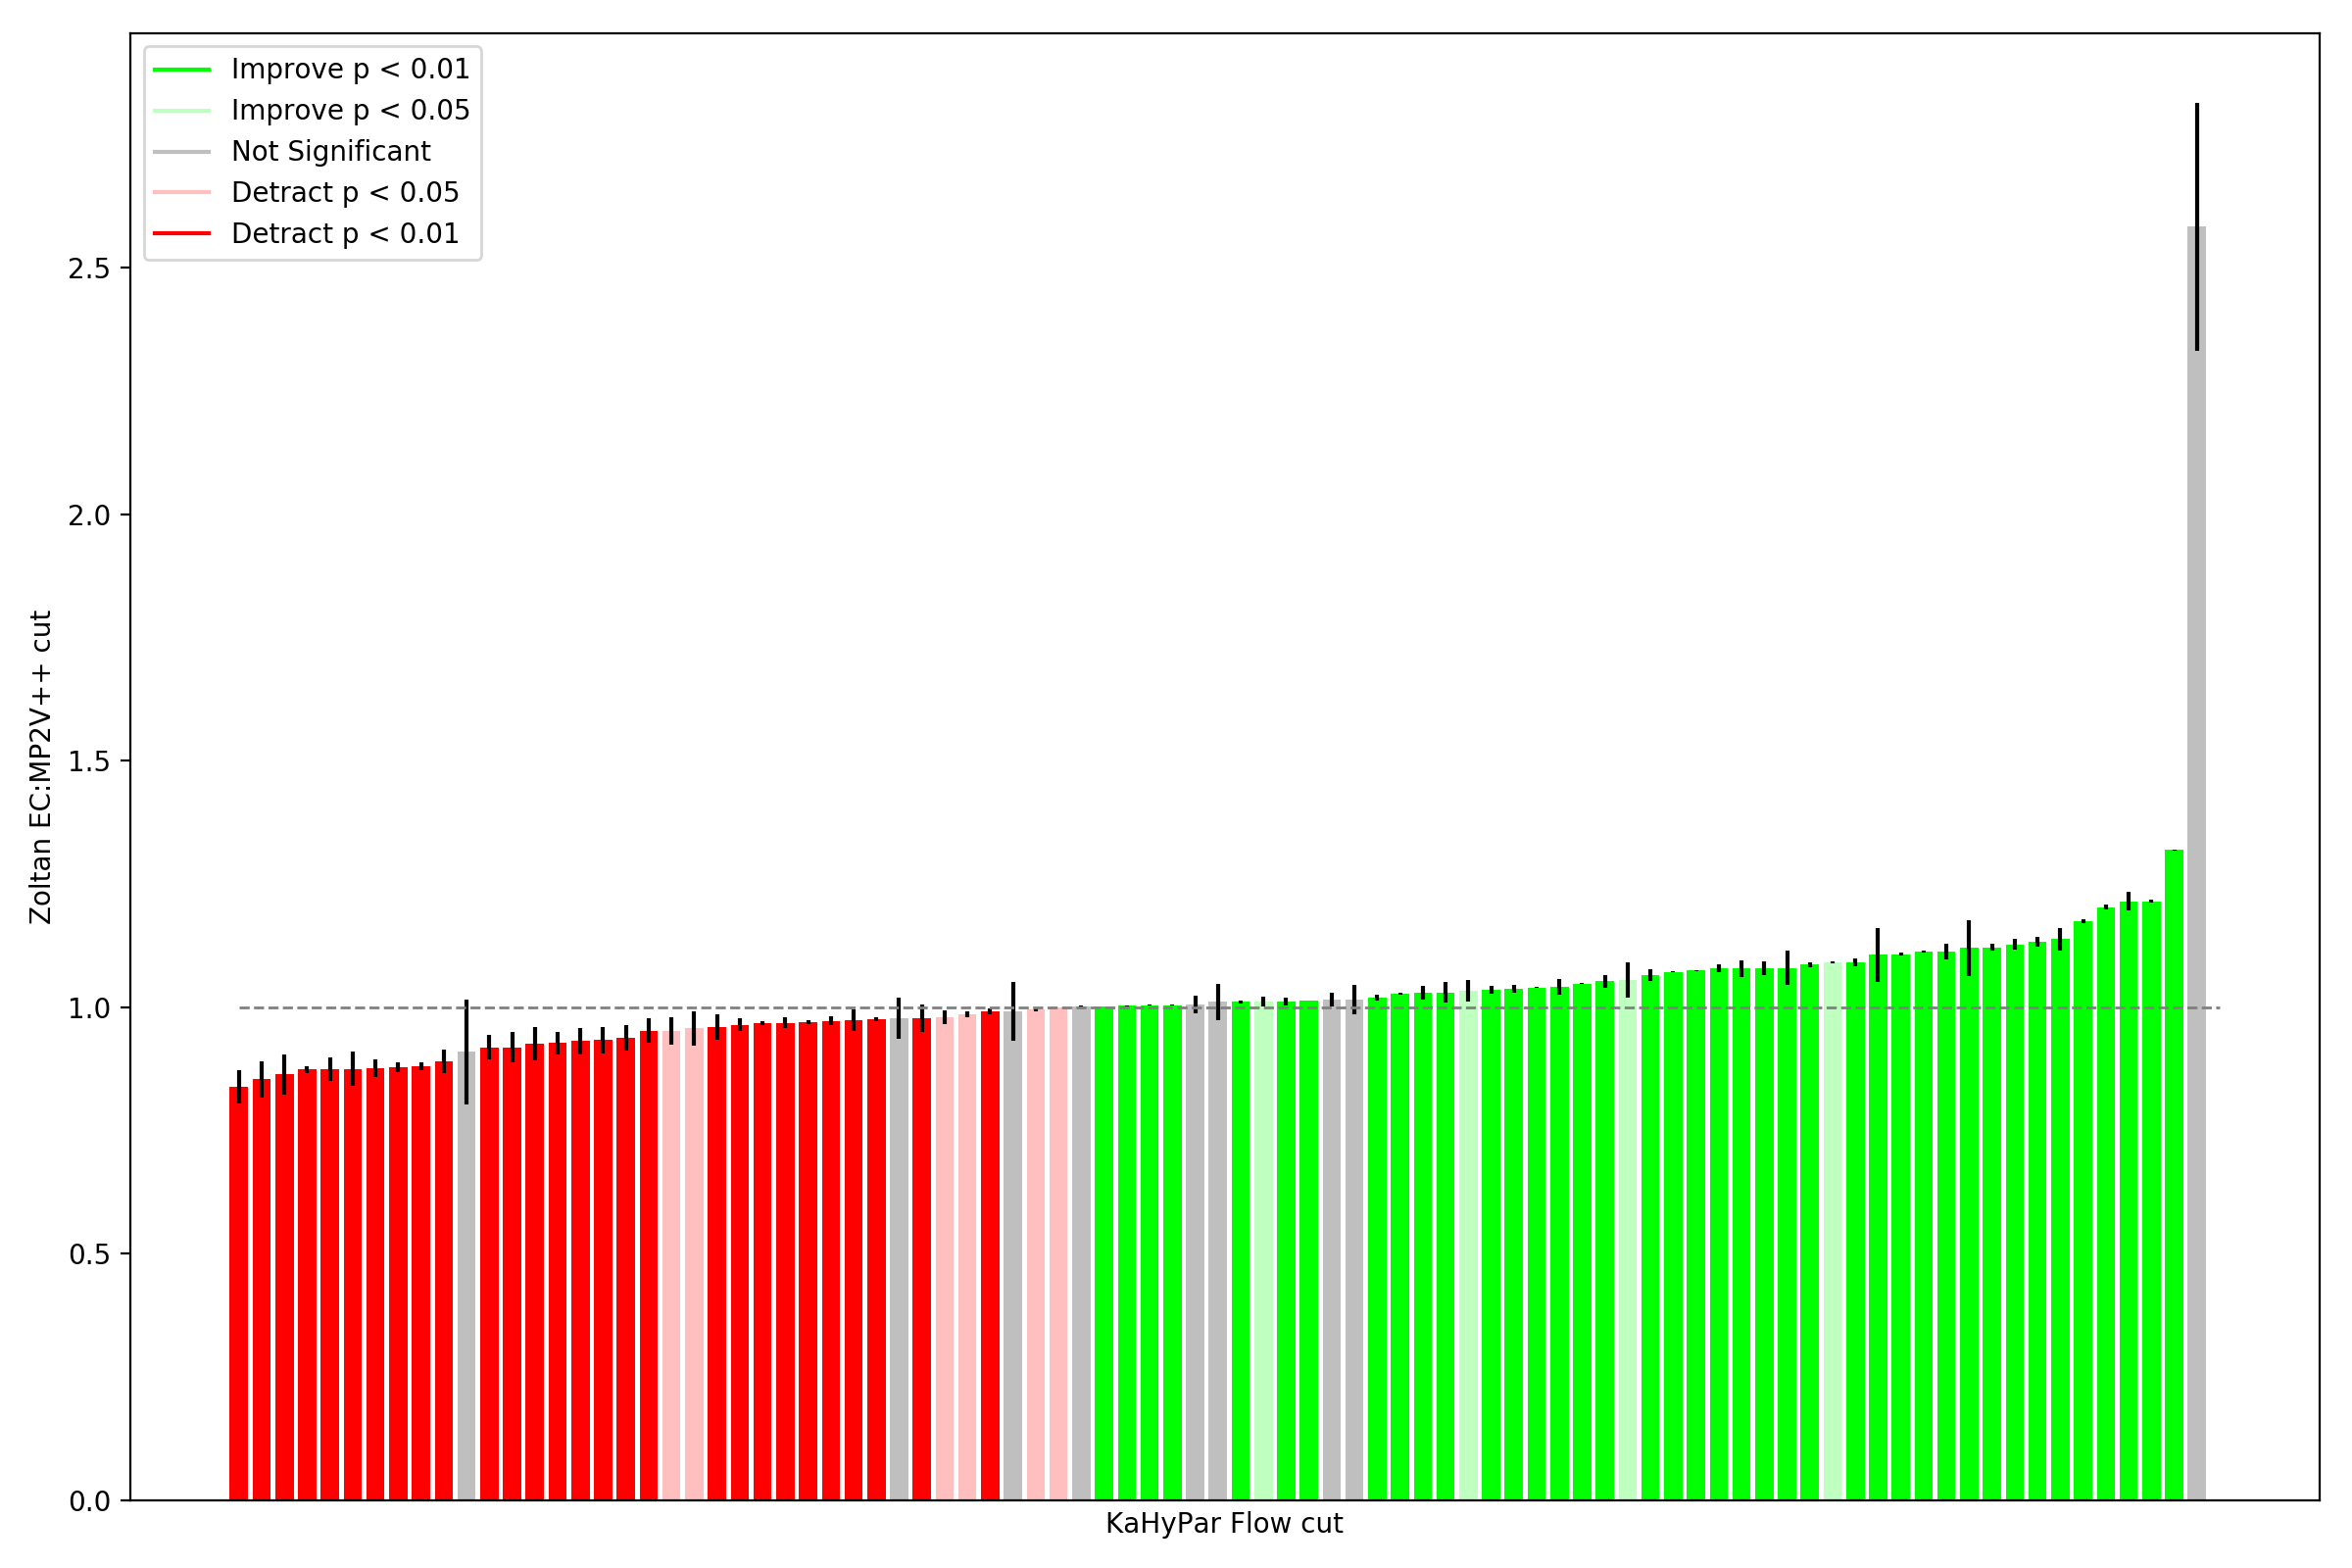 Improve p < 0.01
Improve p < 0.05
Not Significant
Detract p < 0.05
Detract p < 0.01
2.5
2.0
1.5
1.0
0.5
0.0
Zoltan EC:MP2V++ cut
KaHyPar Flow cut